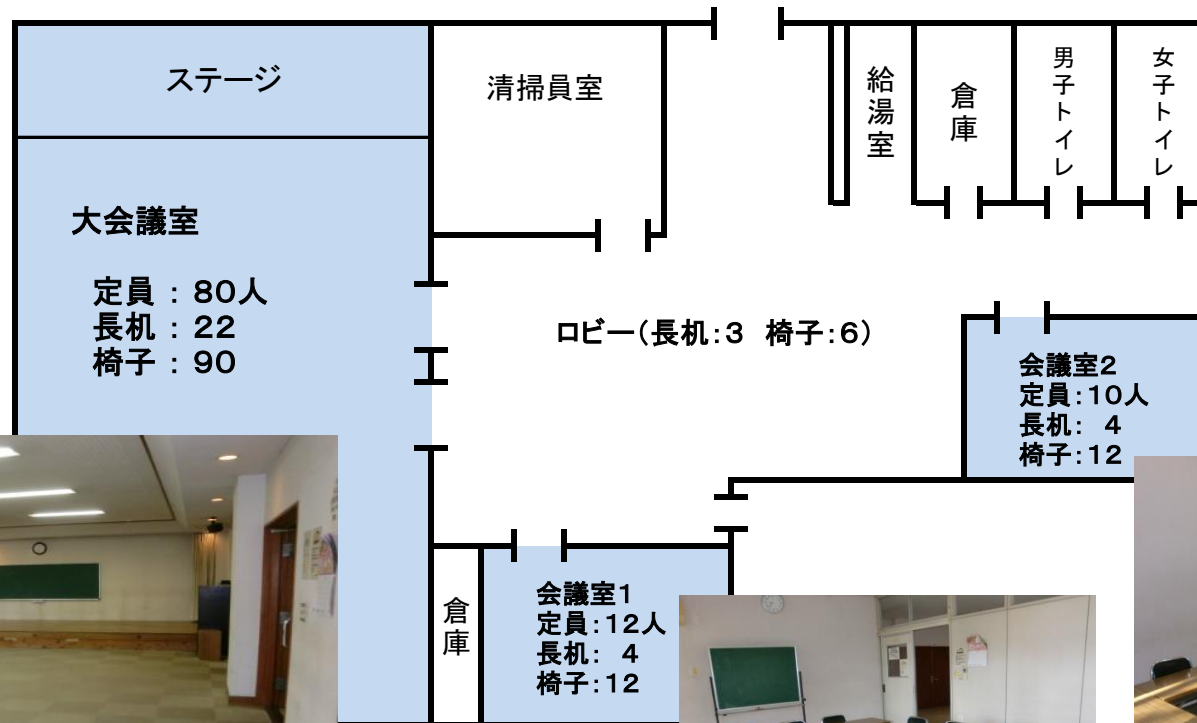 ステージ
清掃員室
給湯室
倉庫
男子トイレ
女子トイレ
大会議室
定員：80人
長机：22
椅子：90
ロビー(長机:3 椅子:6)
会議室2
定員:10人
長机: 4
椅子:12
倉庫
会議室1
定員:12人
長机: 4
椅子:12